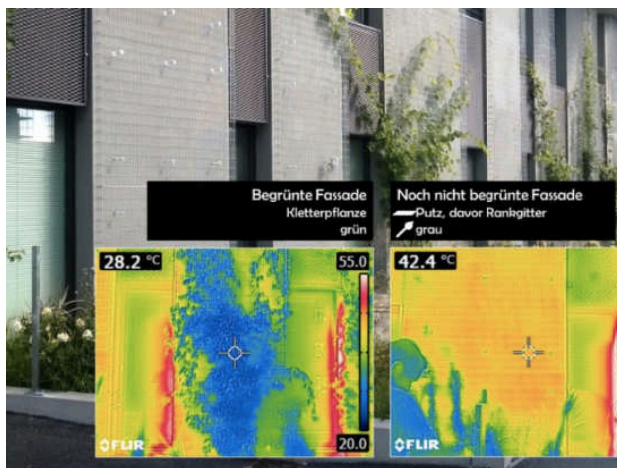 Begrünte Fassade
Kletterpflanze
grün
Noch nicht begrünte Fassade
Putz, davor Rankgitter
grau
28.2 °C
55.0
20.0
FLIR
42.4 °C
FLIR